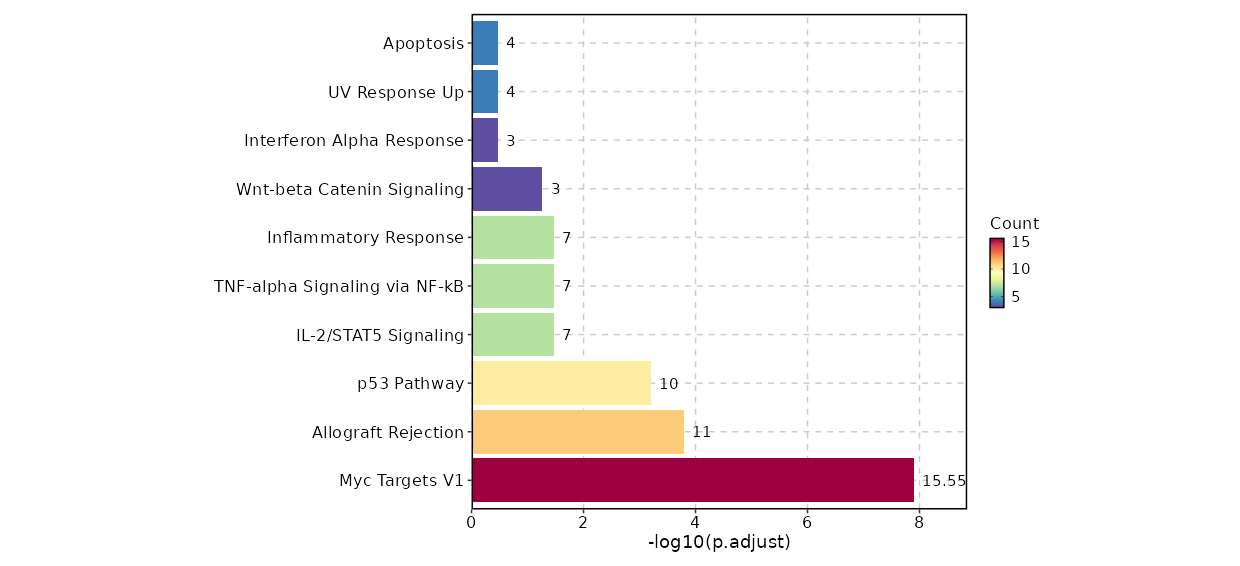 Apoptosis 4
UV Response Up 4
Interferon Alpha Response 3
Wnt-beta Catenin Signaling 3
Inflammatory Response 7
TNF-alpha Signaling via NF-kB 7
IL-2/STAT5 Signaling 7
p53 Pathway 10
Allograft Rejection 11
Myc Targets V1 15.55
0 2 4 6 8
-log10(p.adjust)
Count
15
10
5